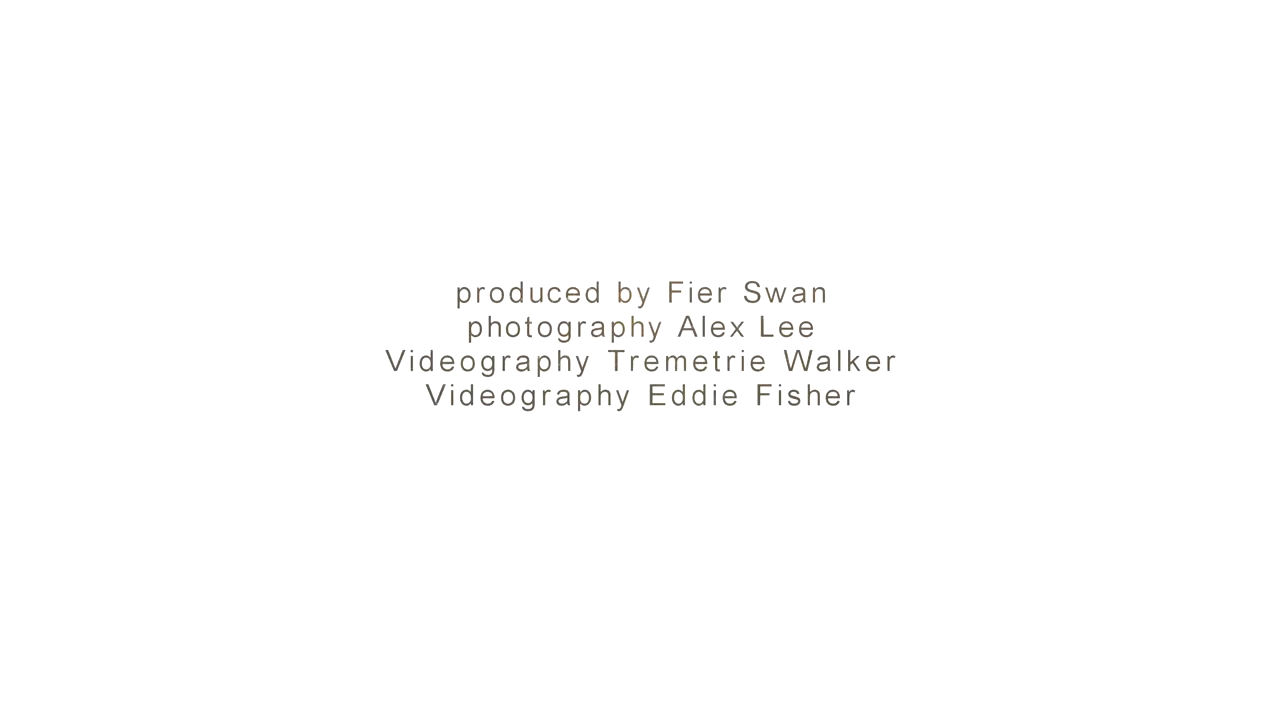 produced by Fier Swan
photography Alex Lee
Videography Tremetrie Walker
Videography Eddie Fisher